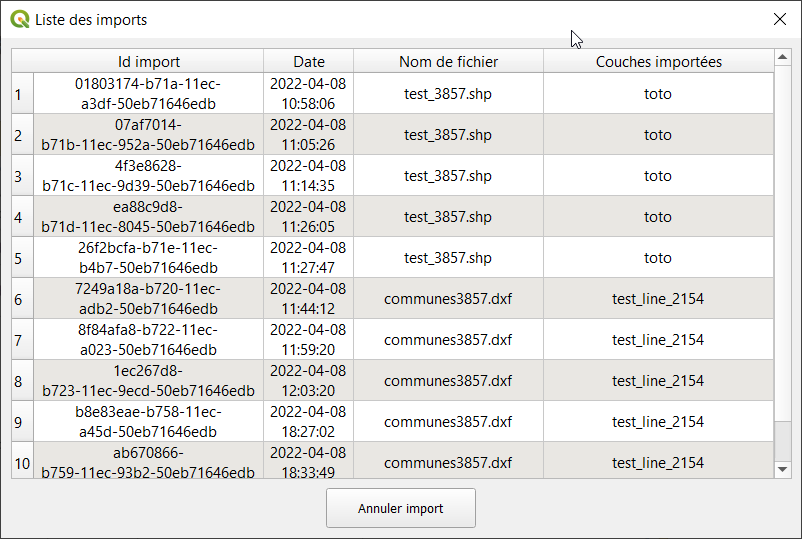 Liste des imports
Id import Date Nom de fichier Couches importées
1 01803174-b71a-11ec-a3df-50eb71646edb 2022-04-08 10:58:06 test_3857.shp toto
2 07af7014-b71b-11ec-952a-50eb71646edb 2022-04-08 11:05:26 test_3857.shp toto
3 4f3e8628-b71c-11ec-9d39-50eb71646edb 2022-04-08 11:14:35 test_3857.shp toto
4 ea88c9d8-b71d-11ec-8045-50eb71646edb 2022-04-08 11:26:05 test_3857.shp toto
5 26f2bcfa-b71e-11ec-b4b7-50eb71646edb 2022-04-08 11:27:47 test_3857.shp toto
6 7249a18a-b720-11ec-adb2-50eb71646edb 2022-04-08 11:44:12 communes3857.dxf test_line_2154
7 8f84afa8-b722-11ec-a023-50eb71646edb 2022-04-08 11:59:20 communes3857.dxf test_line_2154
8 1ec267d8-b723-11ec-9ecd-50eb71646edb 2022-04-08 12:03:20 communes3857.dxf test_line_2154
9 b8e83eae-b758-11ec-a45d-50eb71646edb 2022-04-08 18:27:02 communes3857.dxf test_line_2154
10 ab670866-b759-11ec-93b2-50eb71646edb 2022-04-08 18:33:49 communes3857.dxf test_line_2154
Annuler import